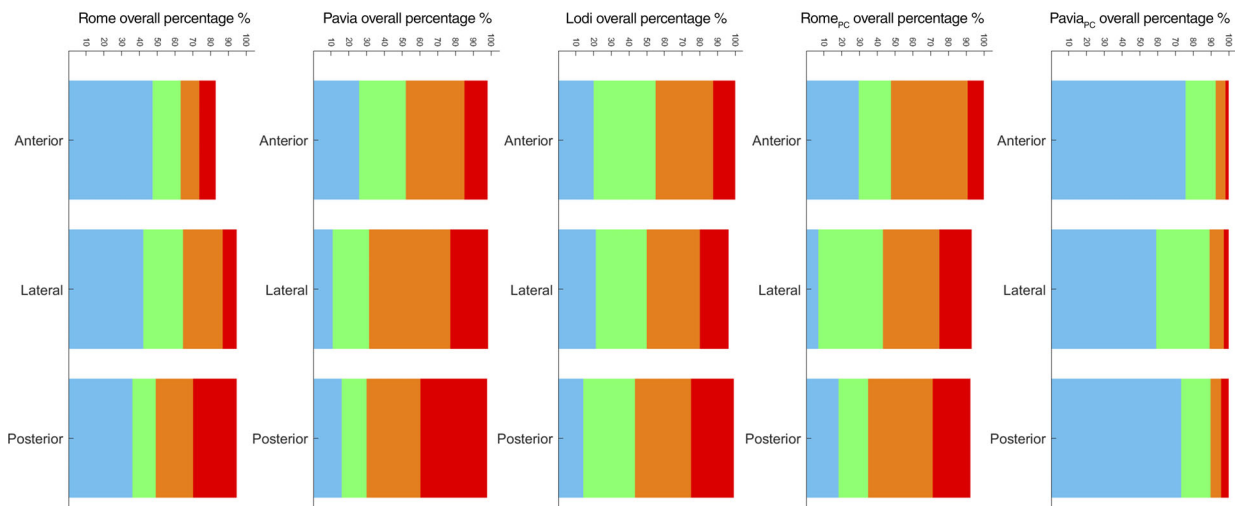 Rome overall percentage %
10 20 30 40 50 60 70 80 90 100
Anterior
Lateral
Posterior
Pavia overall percentage %
10 20 30 40 50 60 70 80 90 100
Anterior
Lateral
Posterior
Lodi overall percentage %
10 20 30 40 50 60 70 80 90 100
Anterior
Lateral
Posterior
Rome_PC overall percentage %
10 20 30 40 50 60 70 80 90 100
Anterior
Lateral
Posterior
Pavia_PC overall percentage %
10 20 30 40 50 60 70 80 90 100
Anterior
Lateral
Posterior